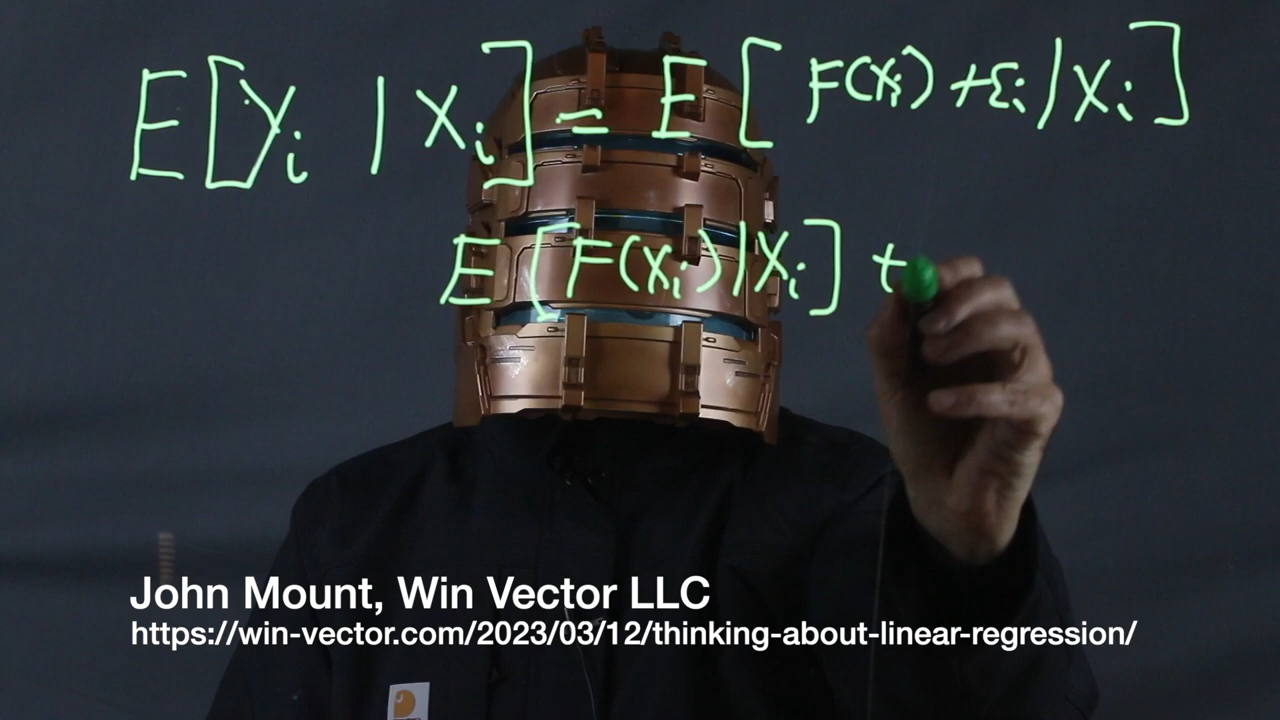 E[Yi | Xi] = E[F(Xi) + εi | Xi]
E[F(Xi) | Xi] +
John Mount, Win Vector LLC
https://win-vector.com/2023/03/12/thinking-about-linear-regression/